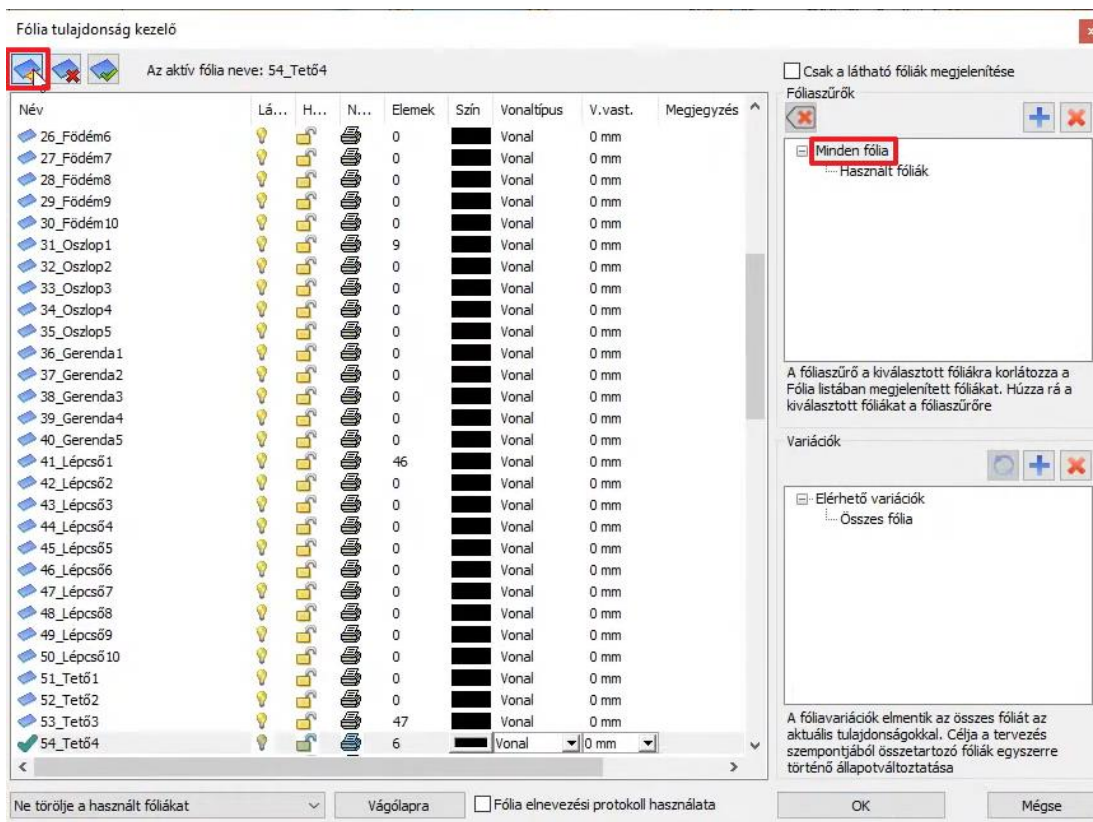 Fólia tulajdonság kezelő
Az aktív fólia neve: 54_Tető4
Név Lá... H... N... Elemek Szín Vonaltípus V.vast. Megjegyzés
26_Födém6 0 Vonal 0 mm
27_Födém7 0 Vonal 0 mm
28_Födém8 0 Vonal 0 mm
29_Födém9 0 Vonal 0 mm
30_Födém10 0 Vonal 0 mm
31_Oszlop1 9 Vonal 0 mm
32_Oszlop2 0 Vonal 0 mm
33_Oszlop3 0 Vonal 0 mm
34_Oszlop4 0 Vonal 0 mm
35_Oszlop5 0 Vonal 0 mm
36_Gerenda1 0 Vonal 0 mm
37_Gerenda2 0 Vonal 0 mm
38_Gerenda3 0 Vonal 0 mm
39_Gerenda4 0 Vonal 0 mm
40_Gerenda5 0 Vonal 0 mm
41_Lépcső1 46 Vonal 0 mm
42_Lépcső2 0 Vonal 0 mm
43_Lépcső3 0 Vonal 0 mm
44_Lépcső4 0 Vonal 0 mm
45_Lépcső5 0 Vonal 0 mm
46_Lépcső6 0 Vonal 0 mm
47_Lépcső7 0 Vonal 0 mm
48_Lépcső8 0 Vonal 0 mm
49_Lépcső9 0 Vonal 0 mm
50_Lépcső10 0 Vonal 0 mm
51_Tető1 0 Vonal 0 mm
52_Tető2 0 Vonal 0 mm
53_Tető3 47 Vonal 0 mm
54_Tető4 6 Vonal 0 mm
Ne törölje a használt fóliákat
Vágólapra
Fólia elnevezési protokoll használata
Csak a látható fóliák megjelenítése
Fóliaszűrők
Minden fólia
Használt fóliák
A fóliaszűrő a kiválasztott fóliákra korlátozza a
Fólia listában megjelenített fóliákat. Húzza rá a
kiválasztott fóliákat a fóliaszűrőre
Variációk
Elérhető variációk
Összes fólia
A fóliavariációk elmentik az összes fóliát az
aktuális tulajdonságokkal. Célja a tervezés
szempontjából összetartozó fóliák egyszerre
történő állapotváltoztatása
OK
Mégse